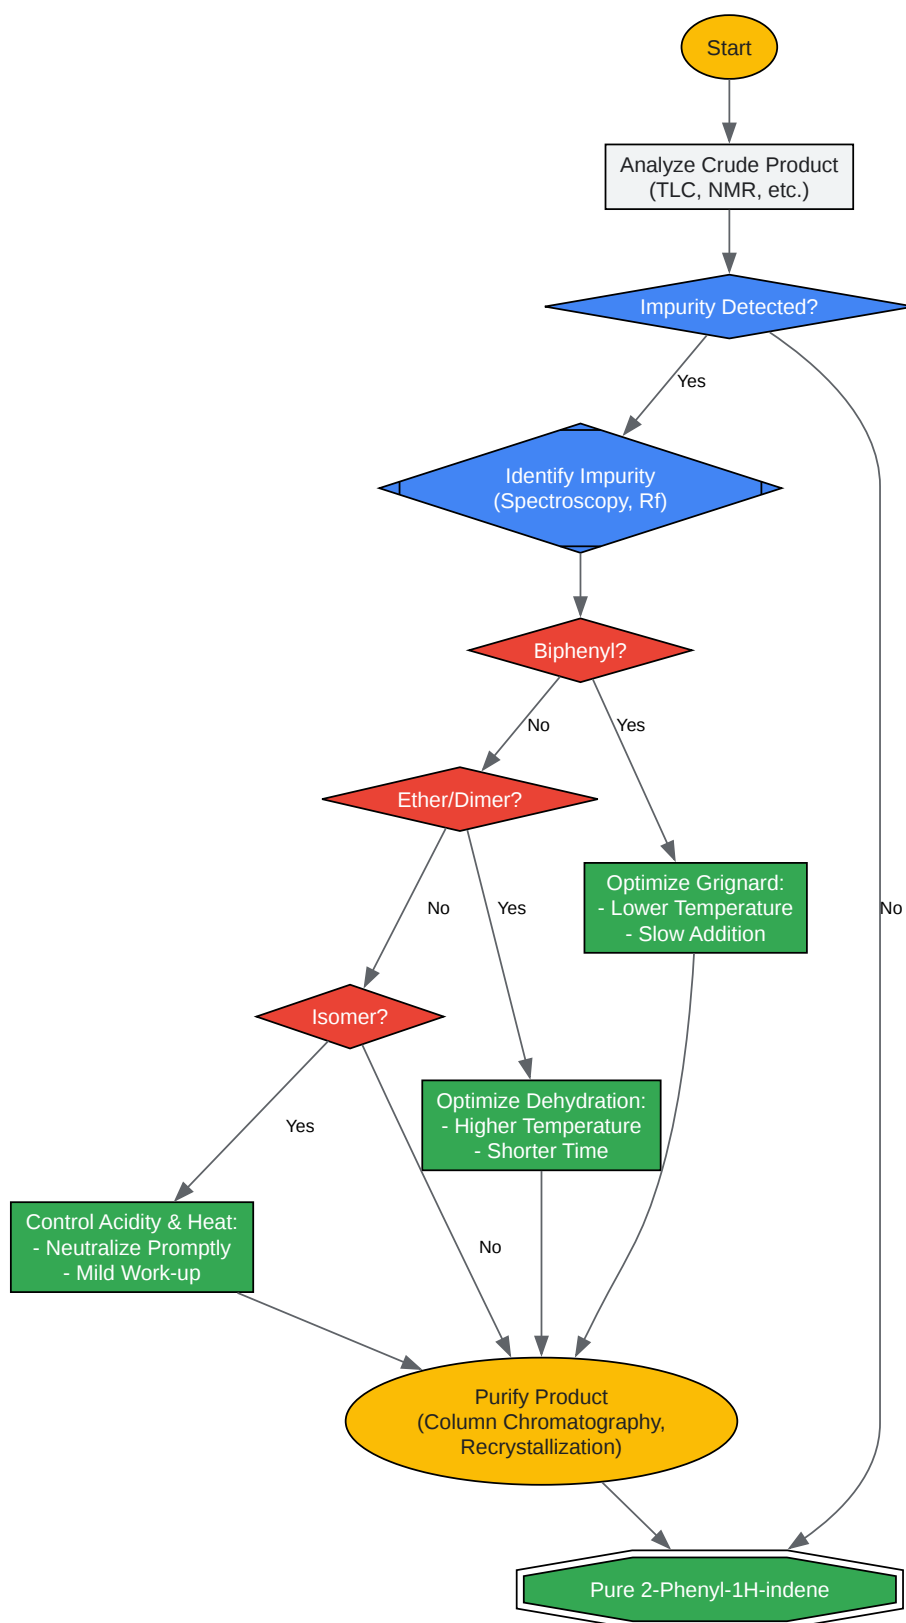 Start
Analyze Crude Product
(TLC, NMR, etc.)
Impurity Detected?
Yes
Identify Impurity
(Spectroscopy, Rf)
Biphenyl?
No
Yes
Ether/Dimer?
Optimize Grignard:
- Lower Temperature
- Slow Addition
No
Yes
No
Isomer?
Optimize Dehydration:
- Higher Temperature
- Shorter Time
Yes
Control Acidity & Heat:
- Neutralize Promptly
- Mild Work-up
No
Purify Product
(Column Chromatography,
Recrystallization)
Pure 2-Phenyl-1H-indene